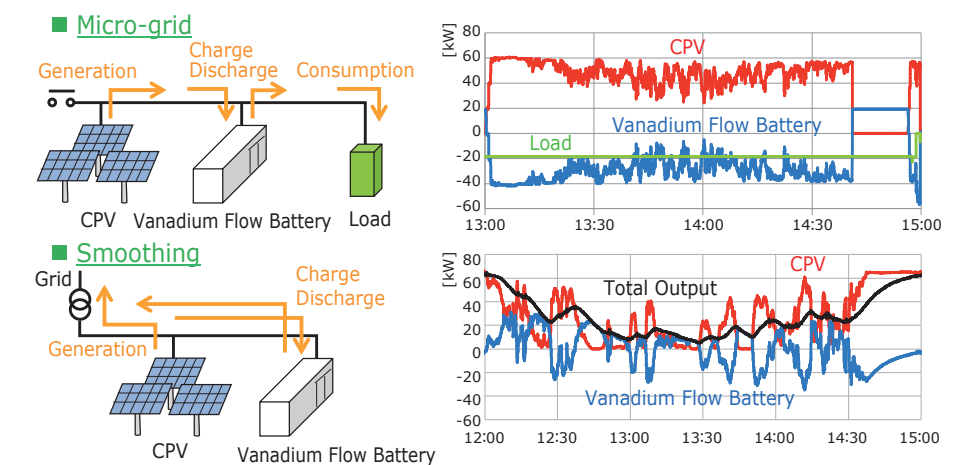 Micro-grid
Generation
Charge
Discharge
Consumption
CPV
Vanadium Flow Battery
Load
[kW]
80
60
40
20
0
-20
-40
-60
CPV
Vanadium Flow Battery
Load
13:00
13:30
14:00
14:30
15:00
Smoothing
Grid
Charge
Discharge
Generation
CPV
Vanadium Flow Battery
[kW]
80
60
40
20
0
-20
-40
-60
CPV
Total Output
Vanadium Flow Battery
12:00
12:30
13:00
13:30
14:00
14:30
15:00